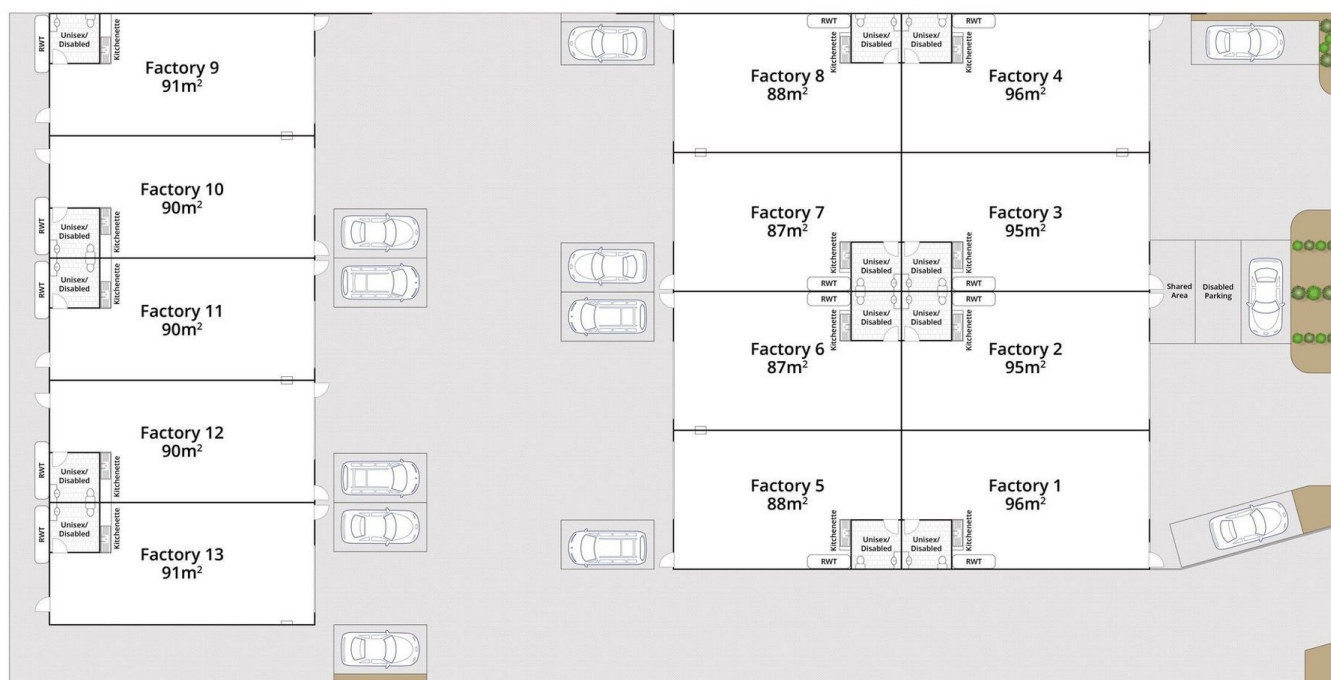 RWT
Unisex/
Disabled
Kitchenette
Factory 9
91m²
Factory 10
90m²
RWT
Unisex/
Disabled
Kitchenette
RWT
Unisex/
Disabled
Kitchenette
Factory 11
90m²
Factory 12
90m²
RWT
Unisex/
Disabled
Kitchenette
RWT
Unisex/
Disabled
Kitchenette
Factory 13
91m²
RWT
Unisex/
Disabled
Kitchenette
Factory 8
88m²
RWT
Unisex/
Disabled
Kitchenette
Factory 4
96m²
Factory 7
87m²
Kitchenette
Unisex/
Disabled
RWT
Factory 3
95m²
Unisex/
Disabled
Kitchenette
RWT
RWT
Unisex/
Disabled
Kitchenette
Factory 6
87m²
Unisex/
Disabled
RWT
Kitchenette
Factory 2
95m²
Shared
Area
Disabled
Parking
Factory 5
88m²
Kitchenette
Unisex/
Disabled
RWT
Factory 1
96m²
Unisex/
Disabled
Kitchenette
RWT